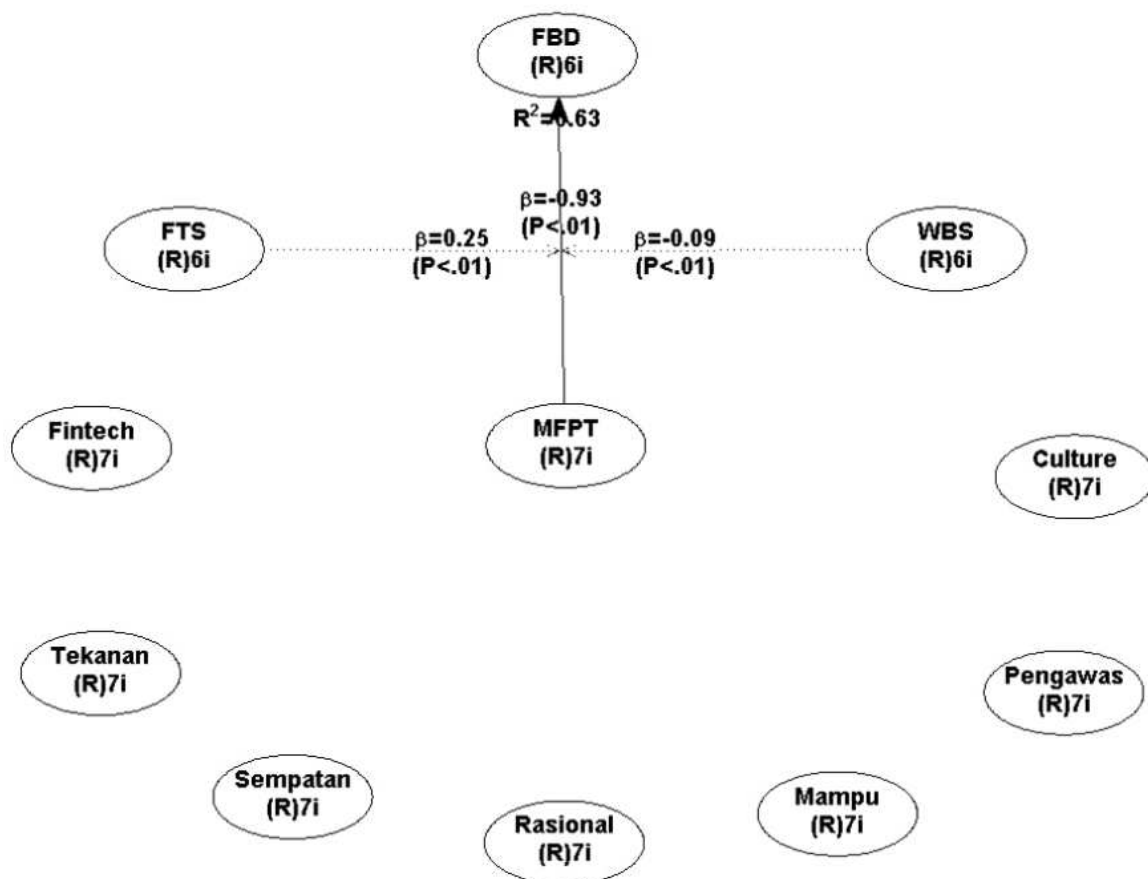 FBD
(R)6i
R²=0.63
β=-0.93
(P<.01)
FTS
(R)6i
β=0.25
(P<.01)
β=-0.09
(P<.01)
WBS
(R)6i
Fintech
(R)7i
MFPT
(R)7i
Culture
(R)7i
Tekanan
(R)7i
Pengawas
(R)7i
Sempatan
(R)7i
Rasional
(R)7i
Mampu
(R)7i